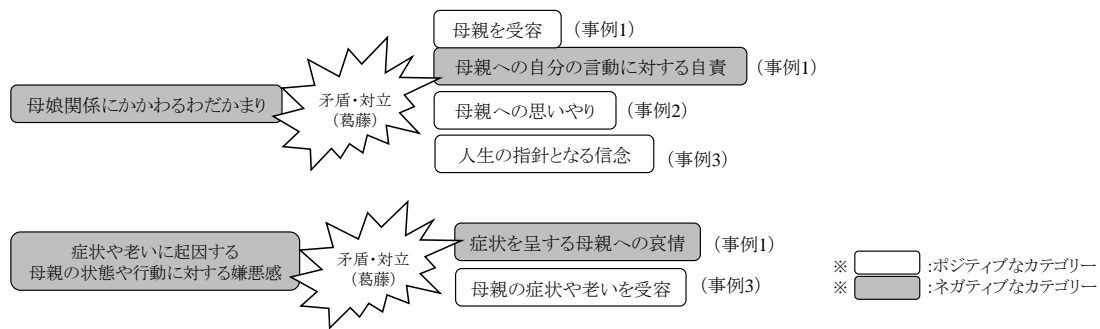 母親を受容 (事例1)
母親への自分の言動に対する自責 (事例1)
母娘関係にかかわるわだかまり
矛盾・対立
(葛藤)
母親への思いやり (事例2)
人生の指針となる信念 (事例3)
症状や老いに起因する
母親の状態や行動に対する嫌悪感
矛盾・対立
(葛藤)
症状を呈する母親への哀情 (事例1)
母親の症状や老いを受容 (事例3)
※ :ポジティブなカテゴリー
※ :ネガティブなカテゴリー